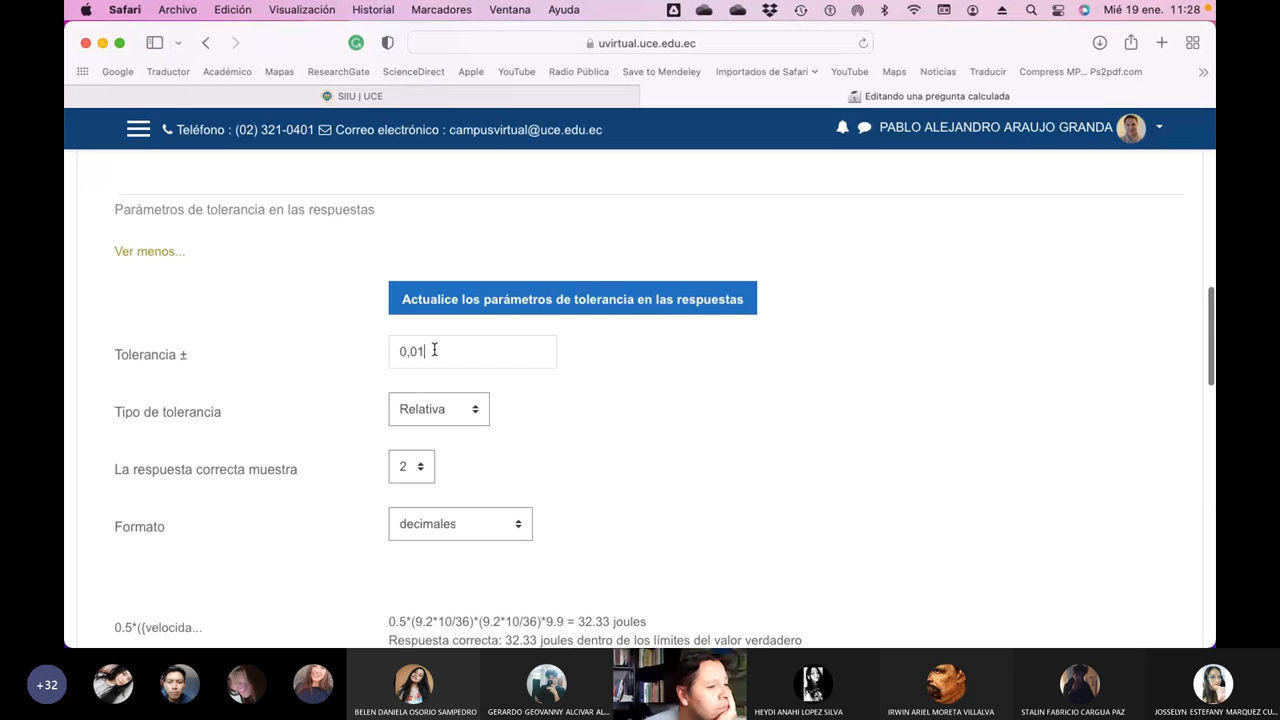 Safari Archivo Edición Visualización Historial Marcadores Ventana Ayuda Mié 19 ene. 11:28
uvirtual.uce.edu.ec
Google Traductor Académico Mapas ResearchGate ScienceDirect Apple YouTube Radio Pública Save to Mendeley Importados de Safari YouTube Maps Noticias Traducir Compress MP... Ps2pdf.com
SIIU | UCE Editando una pregunta calculada
Teléfono : (02) 321-0401 Correo electrónico : campusvirtual@uce.edu.ec PABLO ALEJANDRO ARAUJO GRANDA
Parámetros de tolerancia en las respuestas
Ver menos...
Actualice los parámetros de tolerancia en las respuestas
Tolerancia ± 0,01
Tipo de tolerancia Relativa
La respuesta correcta muestra 2
Formato decimales
0.5*({velocida... 0.5*(9.2*10/36)*(9.2*10/36)*9.9 = 32.33 joules
Respuesta correcta: 32.33 joules dentro de los límites del valor verdadero
+32 BELEN DANIELA OSORIO SAMPEDRO GERARDO GEOVANNY ALCIVAR AL... HEYDI ANAHI LOPEZ SILVA IRWIN ARIEL MORETA VILLALVA STALIN FABRICIO CARGUA PAZ JOSSELYN ESTEFANY MARQUEZ CU...